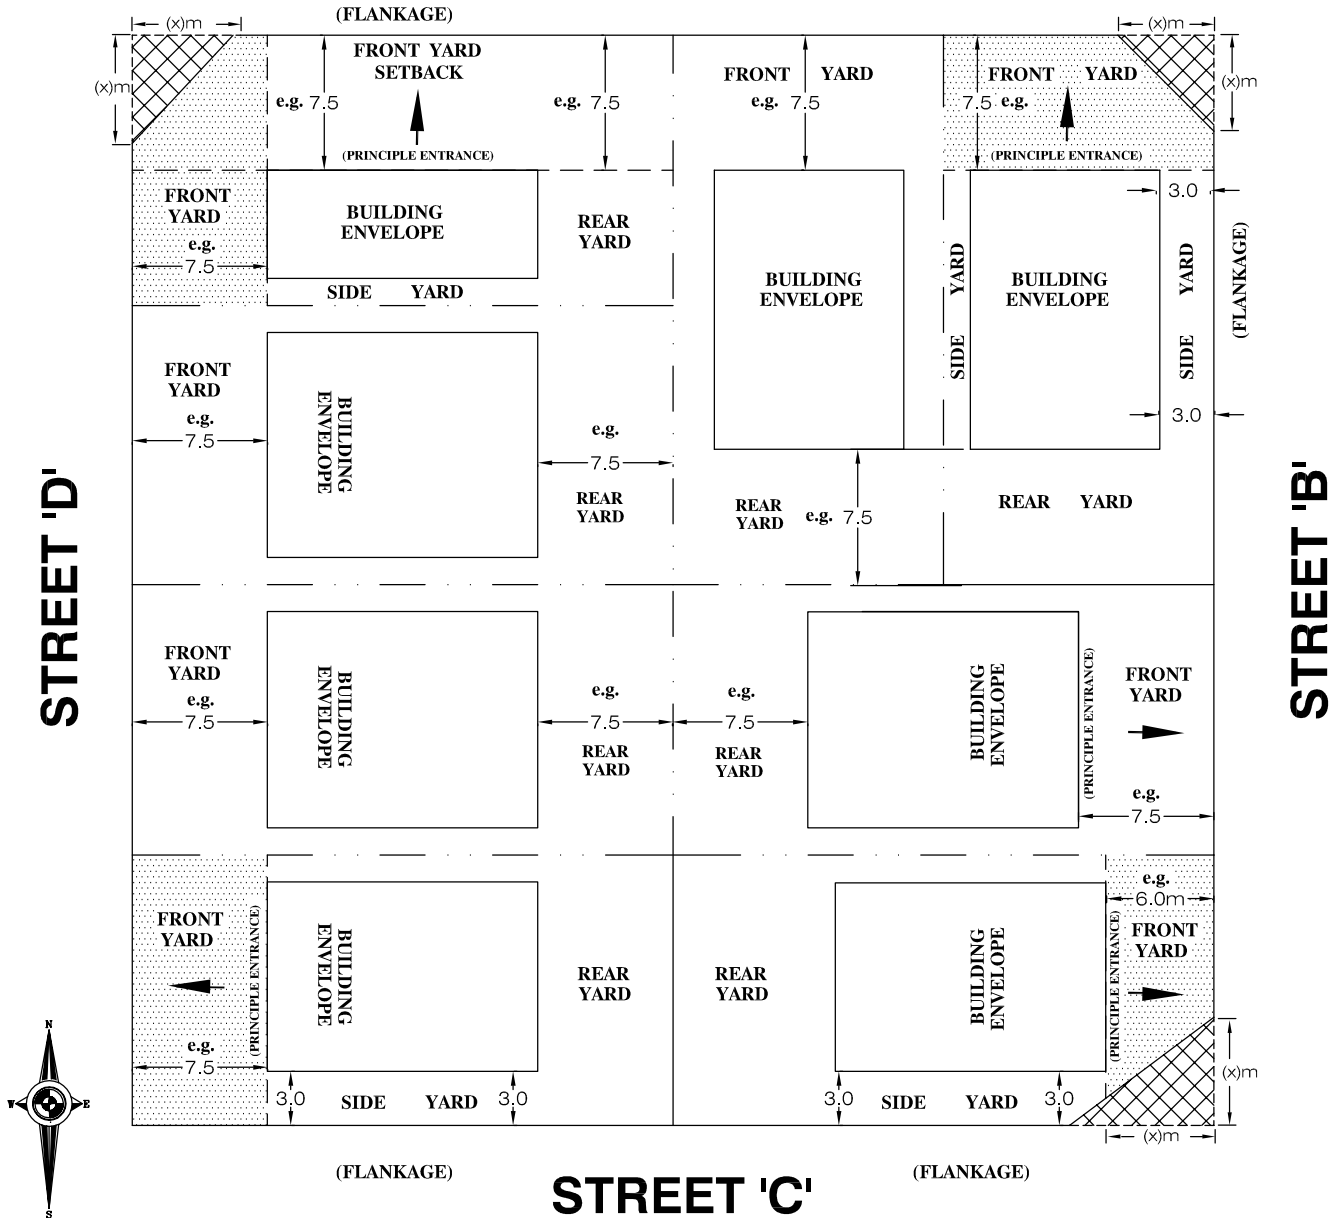 (FLANKAGE)
(x)m
(x)m
(x)m
(x)m
FRONT YARD
SETBACK
e.g. 7.5
7.5
(PRINCIPLE ENTRANCE)
FRONT YARD
e.g. 7.5
FRONT YARD
7.5 e.g.
(PRINCIPLE ENTRANCE)
FRONT
YARD
e.g.
7.5
BUILDING
ENVELOPE
REAR
YARD
SIDE YARD
BUILDING
ENVELOPE
SIDE YARD
BUILDING
ENVELOPE
3.0
SIDE YARD
3.0
(FLANKAGE)
FRONT
YARD
e.g.
7.5
BUILDING
ENVELOPE
e.g.
7.5
REAR
YARD
REAR
YARD
e.g. 7.5
REAR YARD
STREET 'D'
STREET 'B'
FRONT
YARD
e.g.
7.5
BUILDING
ENVELOPE
e.g.
7.5
REAR
YARD
e.g.
7.5
REAR
YARD
BUILDING
ENVELOPE
(PRINCIPLE ENTRANCE)
FRONT
YARD
e.g.
7.5
FRONT
YARD
e.g.
7.5
(PRINCIPLE ENTRANCE)
BUILDING
ENVELOPE
REAR
YARD
REAR
YARD
BUILDING
ENVELOPE
(PRINCIPLE ENTRANCE)
e.g.
6.0m
FRONT
YARD
(x)m
(x)m
3.0
SIDE YARD
3.0
3.0
SIDE YARD
3.0
N
W
E
S
(FLANKAGE)
(FLANKAGE)
STREET 'C'